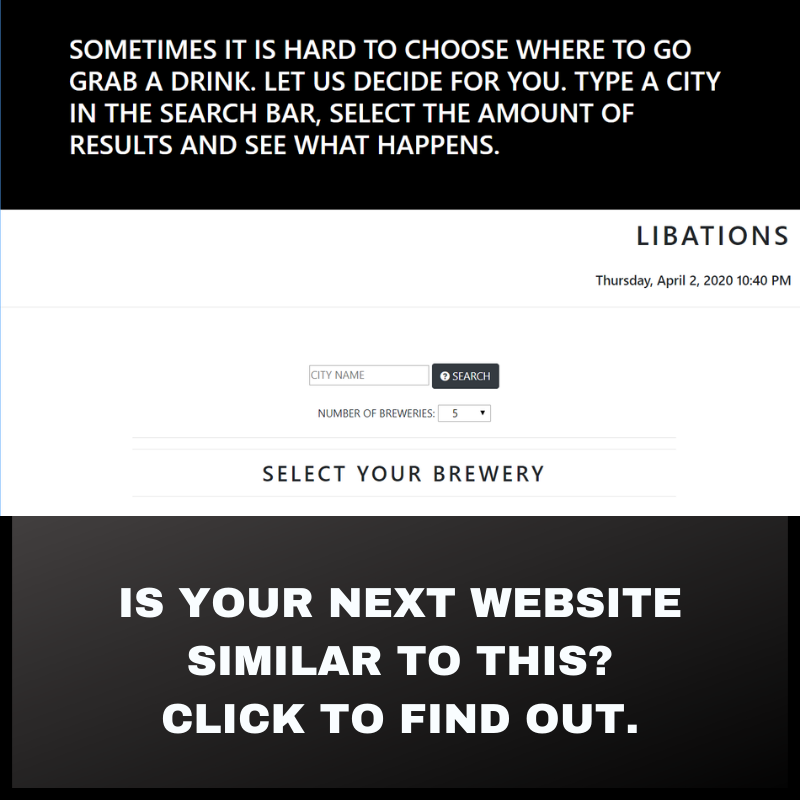 SOMETIMES IT IS HARD TO CHOOSE WHERE TO GO
GRAB A DRINK. LET US DECIDE FOR YOU. TYPE A CITY
IN THE SEARCH BAR, SELECT THE AMOUNT OF
RESULTS AND SEE WHAT HAPPENS.
LIBATIONS
Thursday, April 2, 2020 10:40 PM
CITY NAME
SEARCH
NUMBER OF BREWERIES: 5
SELECT YOUR BREWERY
IS YOUR NEXT WEBSITE
SIMILAR TO THIS?
CLICK TO FIND OUT.